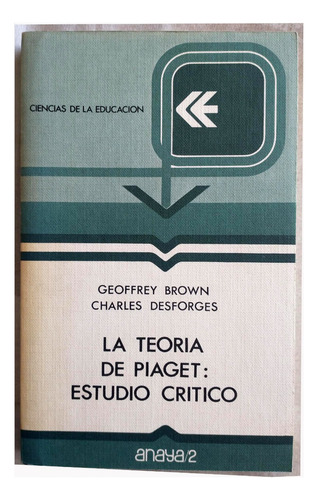 CIENCIAS DE LA EDUCACION
GEOFFREY BROWN
CHARLES DESFORGES
LA TEORIA
DE PIAGET:
ESTUDIO CRITICO
anaya/2